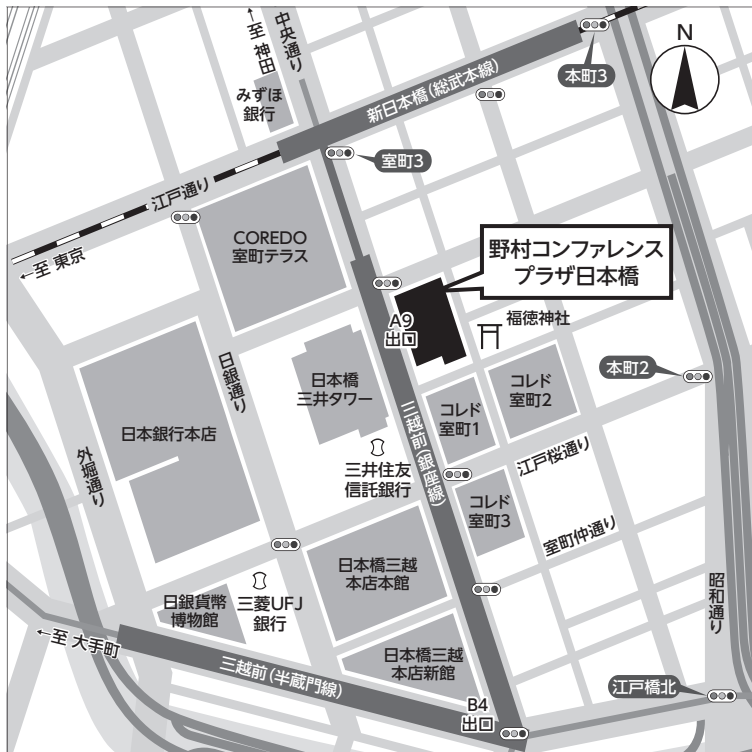 ←至 神田
中央通り
N
本町3
新日本橋(総武本線)
みずほ
銀行
室町3
江戸通り
←至 東京
COREDO
室町テラス
野村コンファレンス
プラザ日本橋
A9
出口
福徳神社
日銀通り
日本橋
三井タワー
コレド
室町1
コレド
室町2
本町2
日本銀行本店
外堀通り
三越前(銀座線)
三井住友
信託銀行
江戸桜通り
コレド
室町3
室町仲通り
日本橋三越
本店本館
日銀貨幣
博物館
三菱UFJ
銀行
昭和通り
←至 大手町
三越前(半蔵門線)
日本橋三越
本店新館
B4
出口
江戸橋北